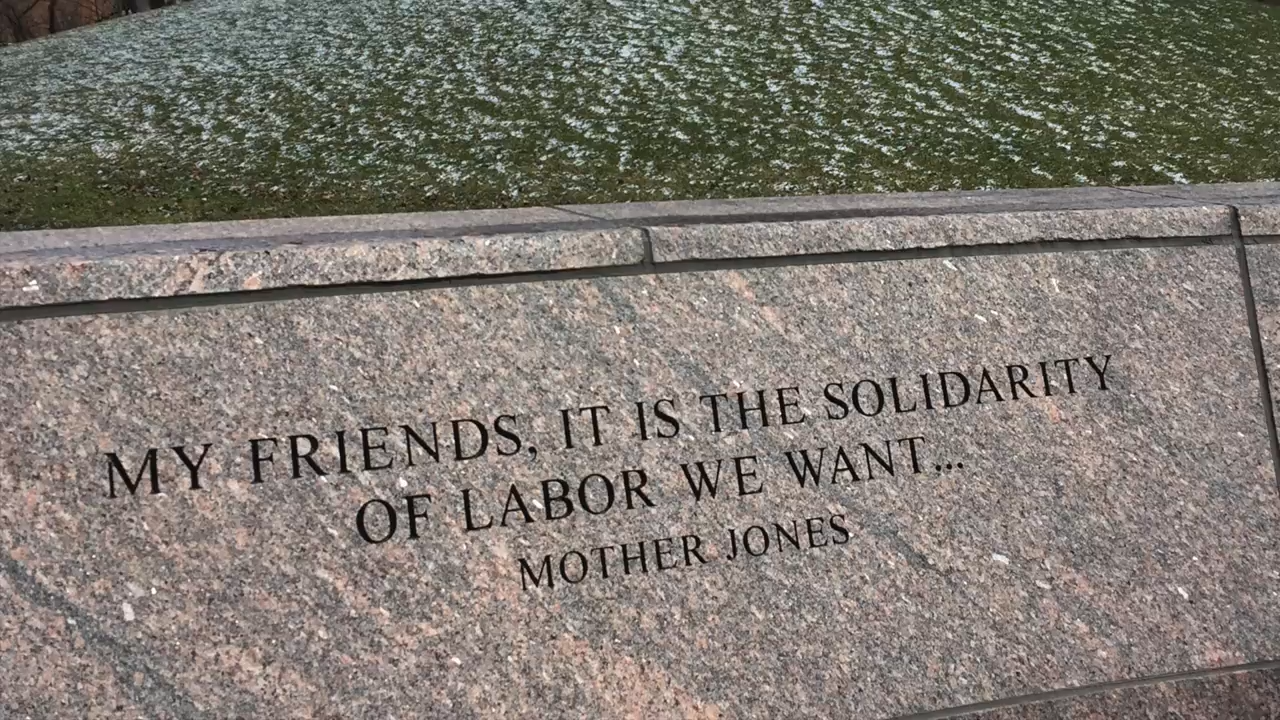 MY FRIENDS, IT IS THE SOLIDARITY
OF LABOR WE WANT...
MOTHER JONES